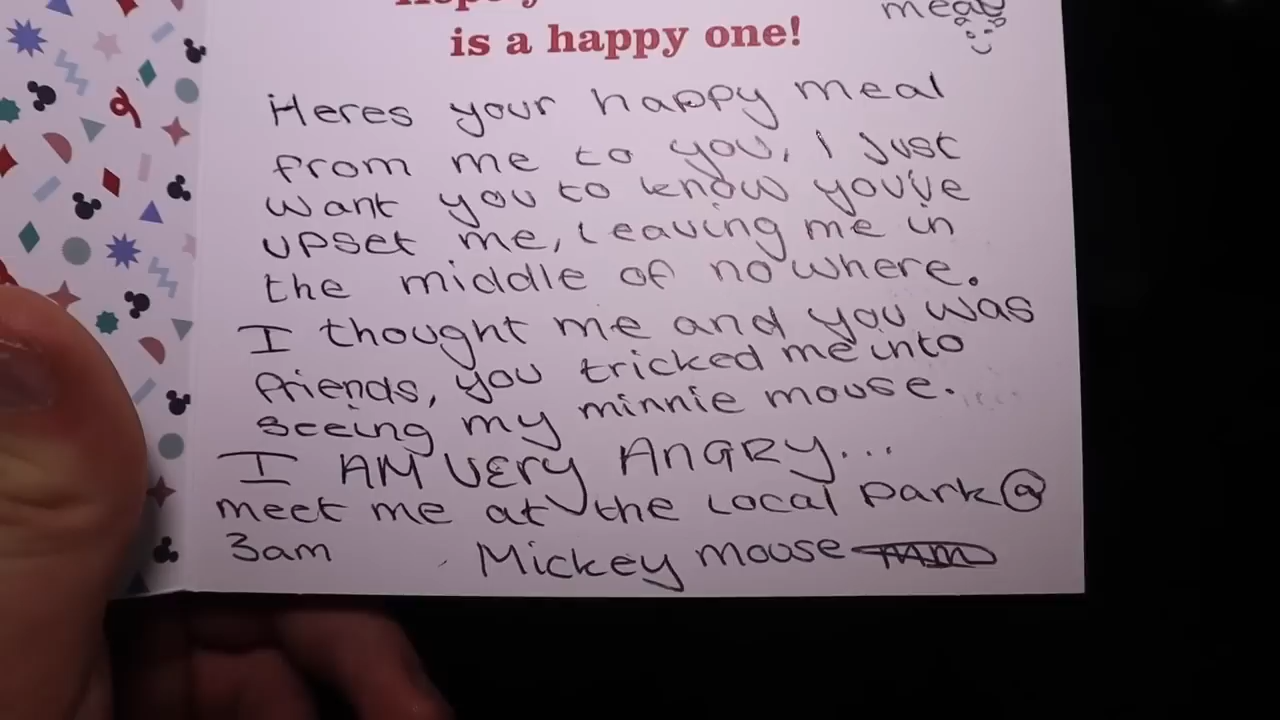 is a happy one!
Heres your happy meal
from me to you, I just
want you to know you've
upset me, leaving me in
the middle of nowhere.
I thought me and you was
friends, you tricked me into
seeing my minnie mouse.
I AM VERY ANGRY...
meet me at the local park @
3am Mickey mouse